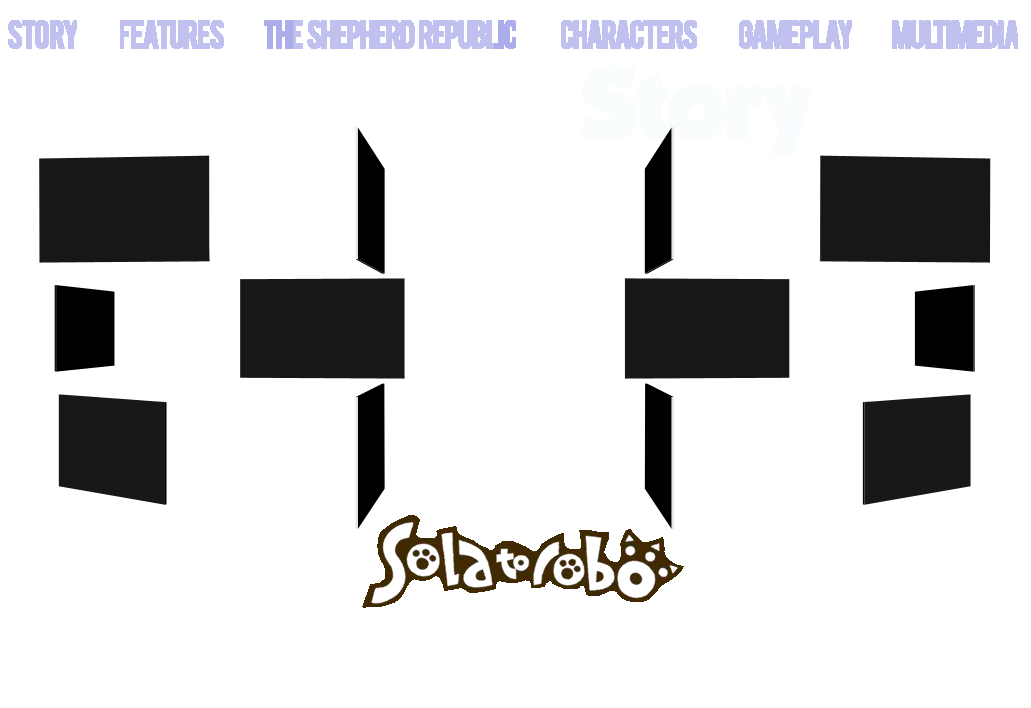 STORY FEATURES THE SHEPHERD REPUBLIC CHARACTERS GAMEPLAY MULTIMEDIA
Story
Solatorobo